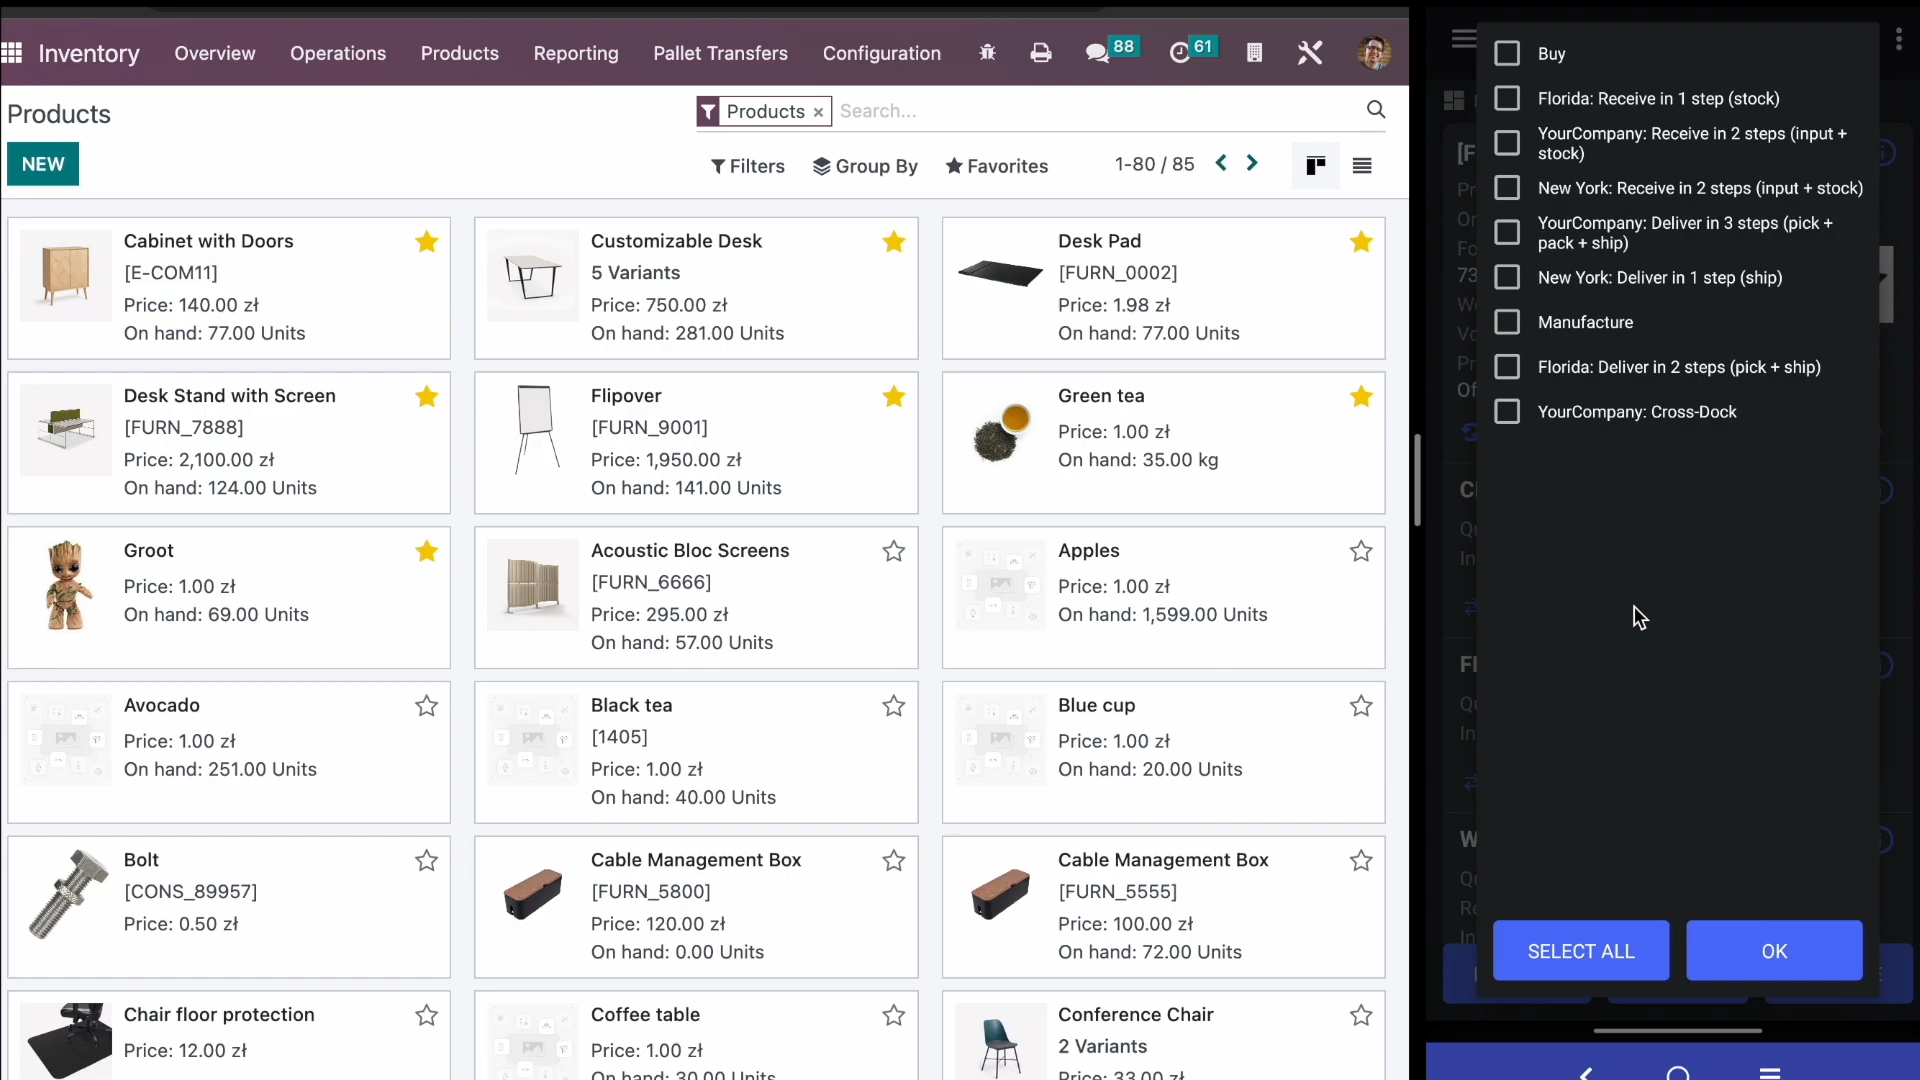 Inventory
Overview
Operations
Products
Reporting
Pallet Transfers
Configuration
88
61
Products
Products ×
Search...
NEW
Filters
Group By
Favorites
1-80 / 85
Cabinet with Doors
[E-COM11]
Price: 140.00 zł
On hand: 77.00 Units
Customizable Desk
5 Variants
Price: 750.00 zł
On hand: 281.00 Units
Desk Pad
[FURN_0002]
Price: 1.98 zł
On hand: 77.00 Units
Desk Stand with Screen
[FURN_7888]
Price: 2,100.00 zł
On hand: 124.00 Units
Flipover
[FURN_9001]
Price: 1,950.00 zł
On hand: 141.00 Units
Green tea
Price: 1.00 zł
On hand: 35.00 kg
Groot
Price: 1.00 zł
On hand: 69.00 Units
Acoustic Bloc Screens
[FURN_6666]
Price: 295.00 zł
On hand: 57.00 Units
Apples
Price: 1.00 zł
On hand: 1,599.00 Units
Avocado
Price: 1.00 zł
On hand: 251.00 Units
Black tea
[1405]
Price: 1.00 zł
On hand: 40.00 Units
Blue cup
Price: 1.00 zł
On hand: 20.00 Units
Bolt
[CONS_89957]
Price: 0.50 zł
Cable Management Box
[FURN_5800]
Price: 120.00 zł
On hand: 0.00 Units
Cable Management Box
[FURN_5555]
Price: 100.00 zł
On hand: 72.00 Units
Chair floor protection
Price: 12.00 zł
Coffee table
Price: 1.00 zł
On hand: 30.00 Units
Conference Chair
2 Variants
Price: 33.00 zł
Buy
Florida: Receive in 1 step (stock)
YourCompany: Receive in 2 steps (input +
stock)
New York: Receive in 2 steps (input + stock)
YourCompany: Deliver in 3 steps (pick +
pack + ship)
New York: Deliver in 1 step (ship)
Manufacture
Florida: Deliver in 2 steps (pick + ship)
YourCompany: Cross-Dock
SELECT ALL
OK